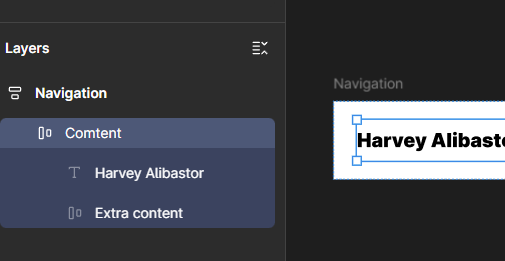 Layers
Navigation
Comtent
Harvey Alibastor
Extra content
Navigation
Harvey Alibasto